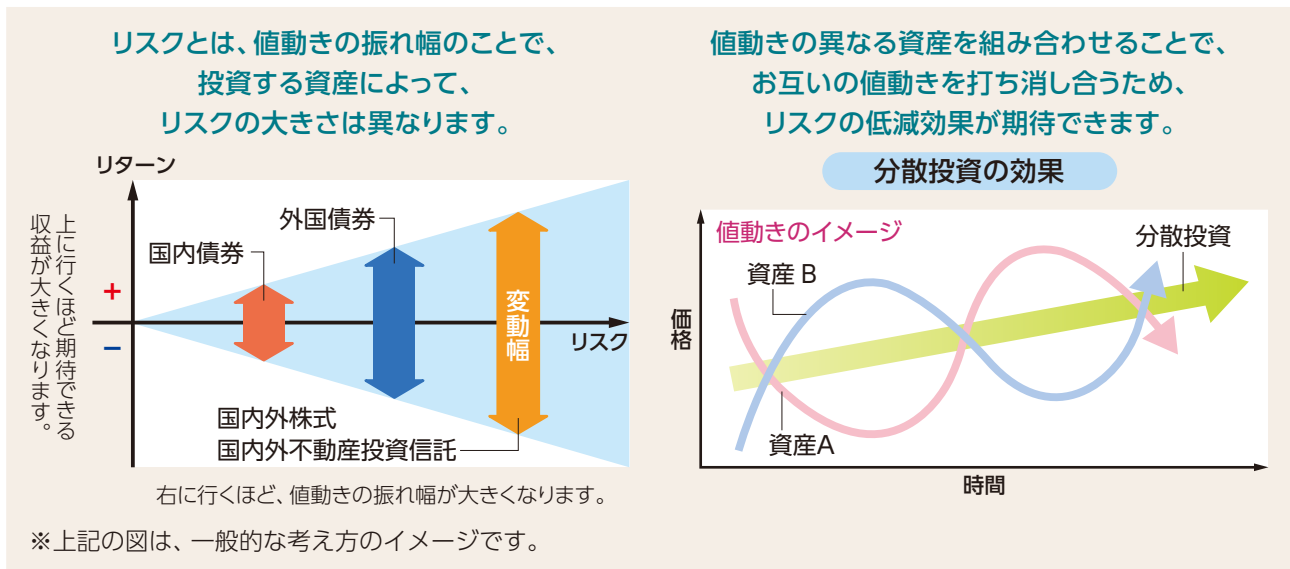 リスクとは、値動きの振れ幅のことで、
投資する資産によって、
リスクの大きさは異なります。
リターン
上に行くほど期待できる
収益が大きくなります。
+
−
国内債券
外国債券
変動幅
リスク
国内外株式
国内外不動産投資信託
右に行くほど、値動きの振れ幅が大きくなります。
※上記の図は、一般的な考え方のイメージです。
値動きの異なる資産を組み合わせることで、
お互いの値動きを打ち消し合うため、
リスクの低減効果が期待できます。
分散投資の効果
値動きのイメージ
分散投資
資産 B
価格
資産A
時間